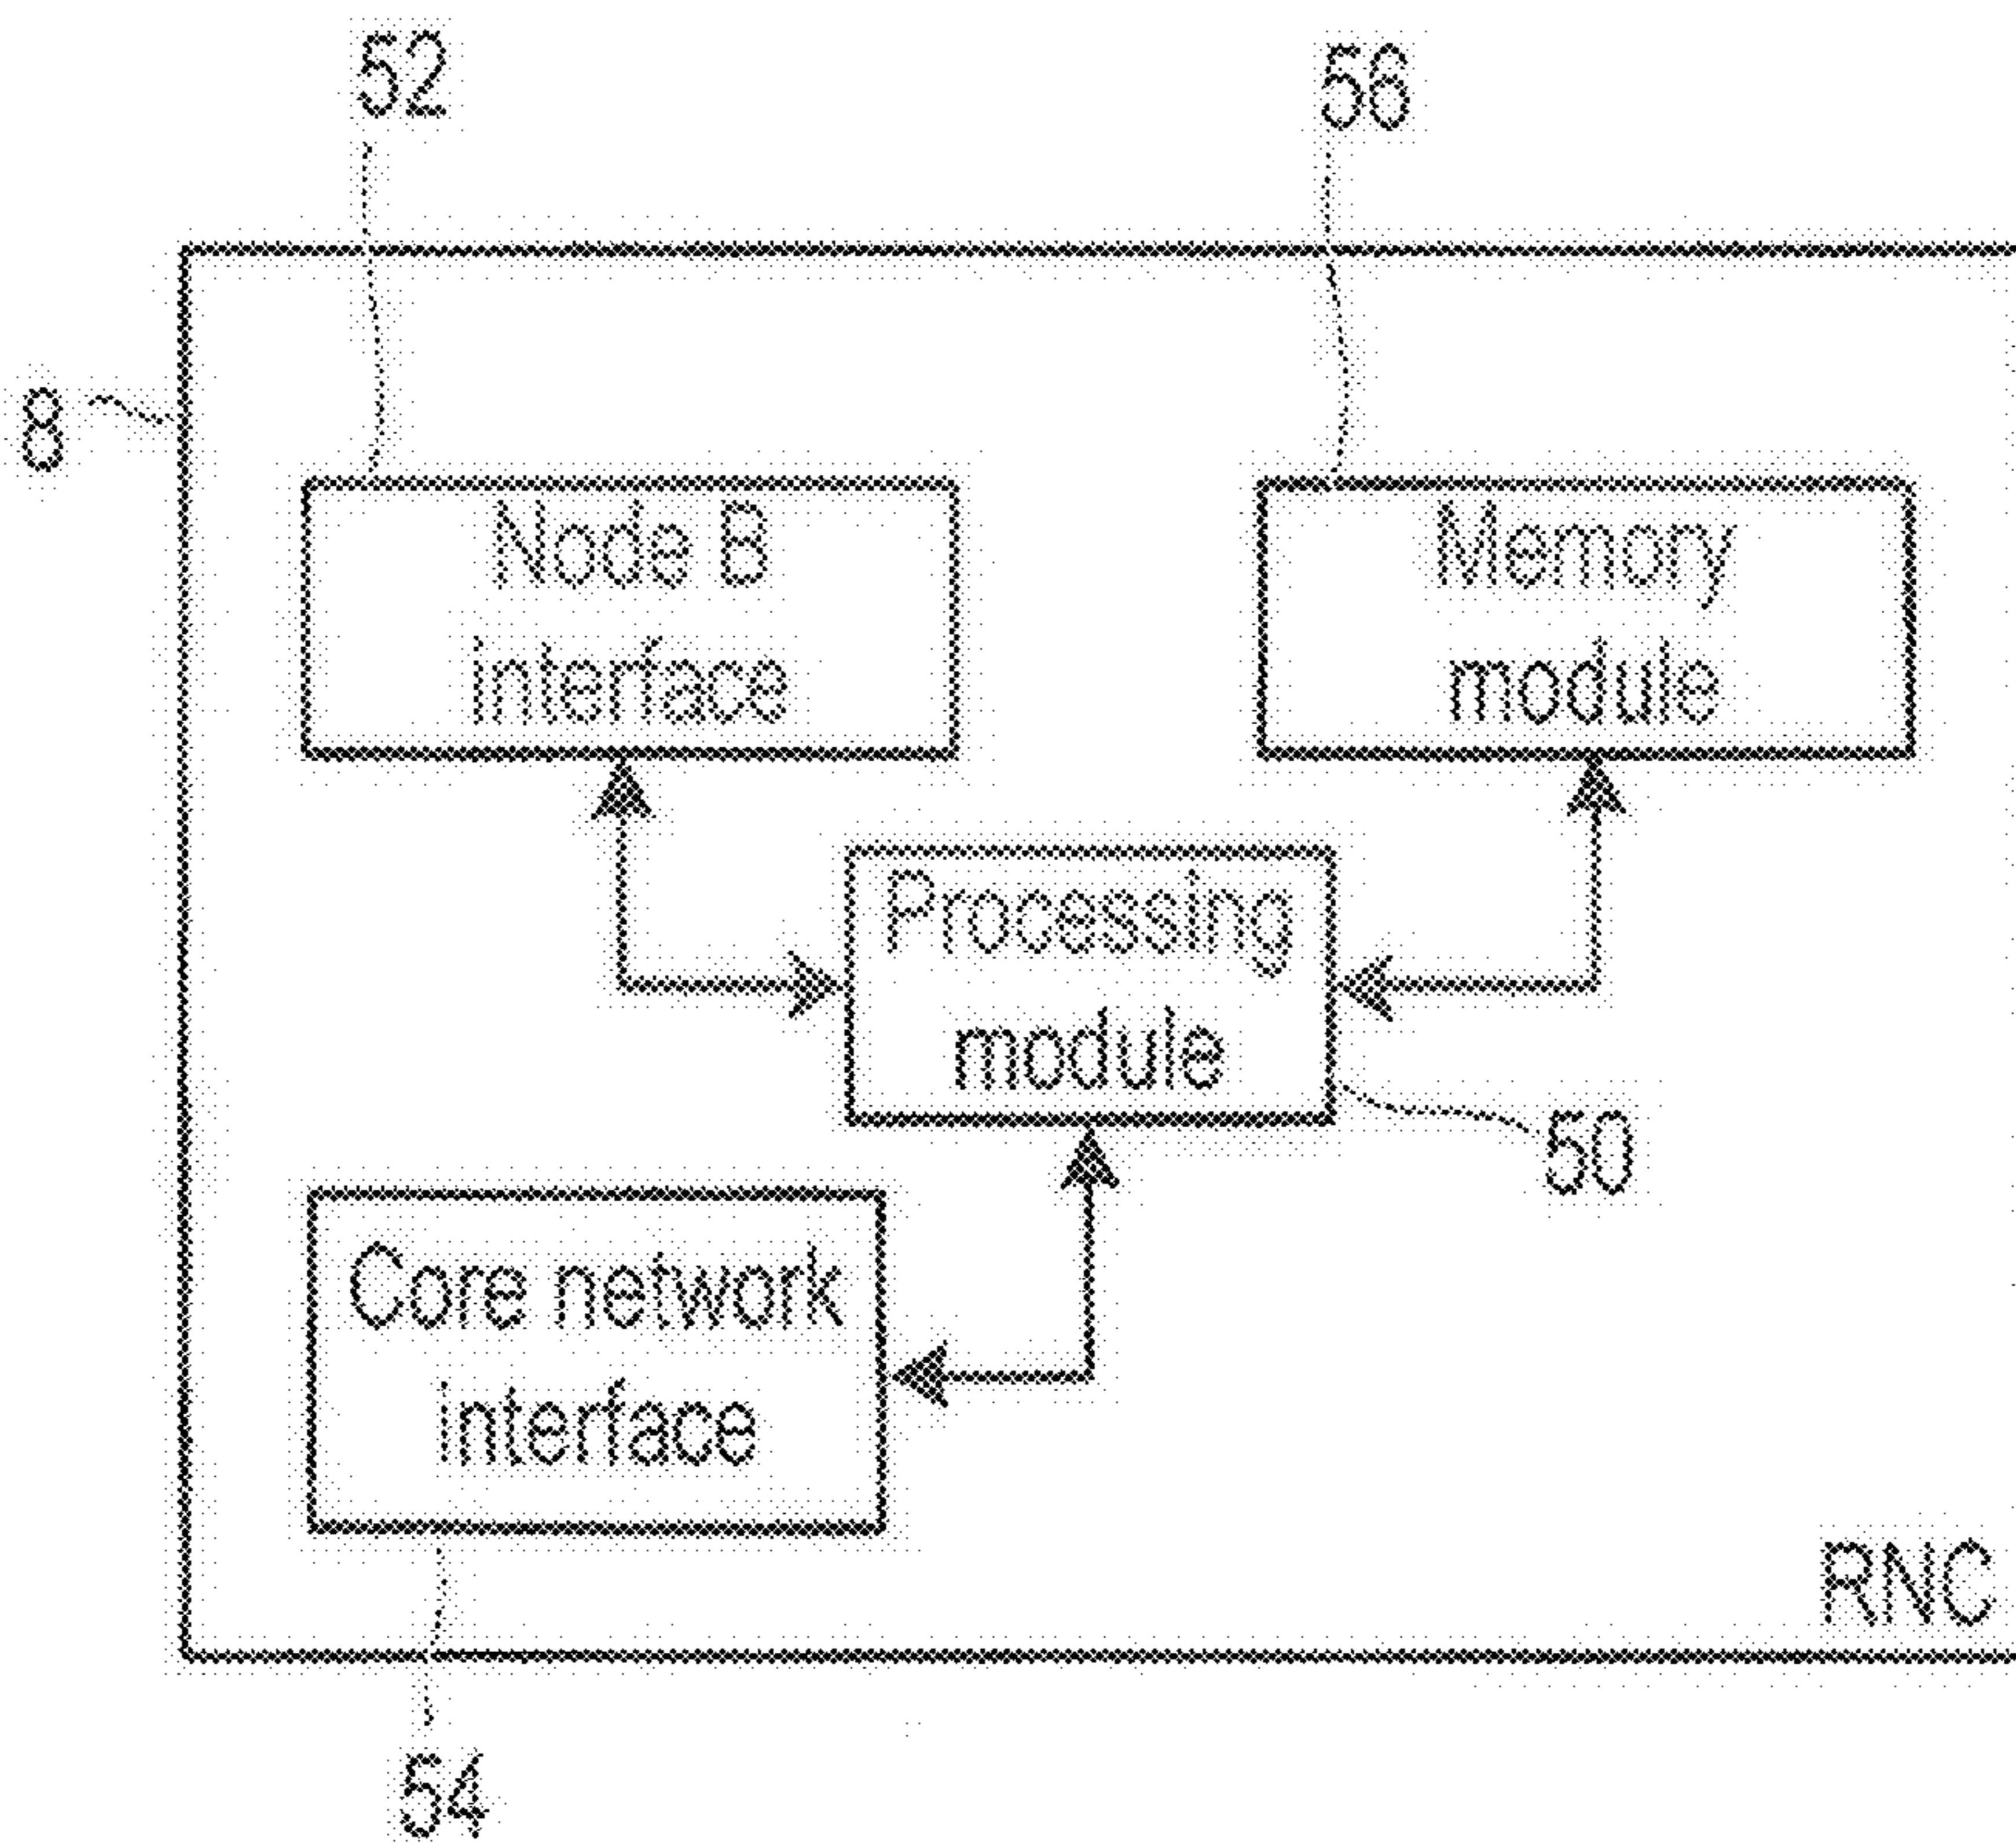 52
56
8
Node B
interface
Memory
module
Processing
module
50
Core network
interface
RNC
54